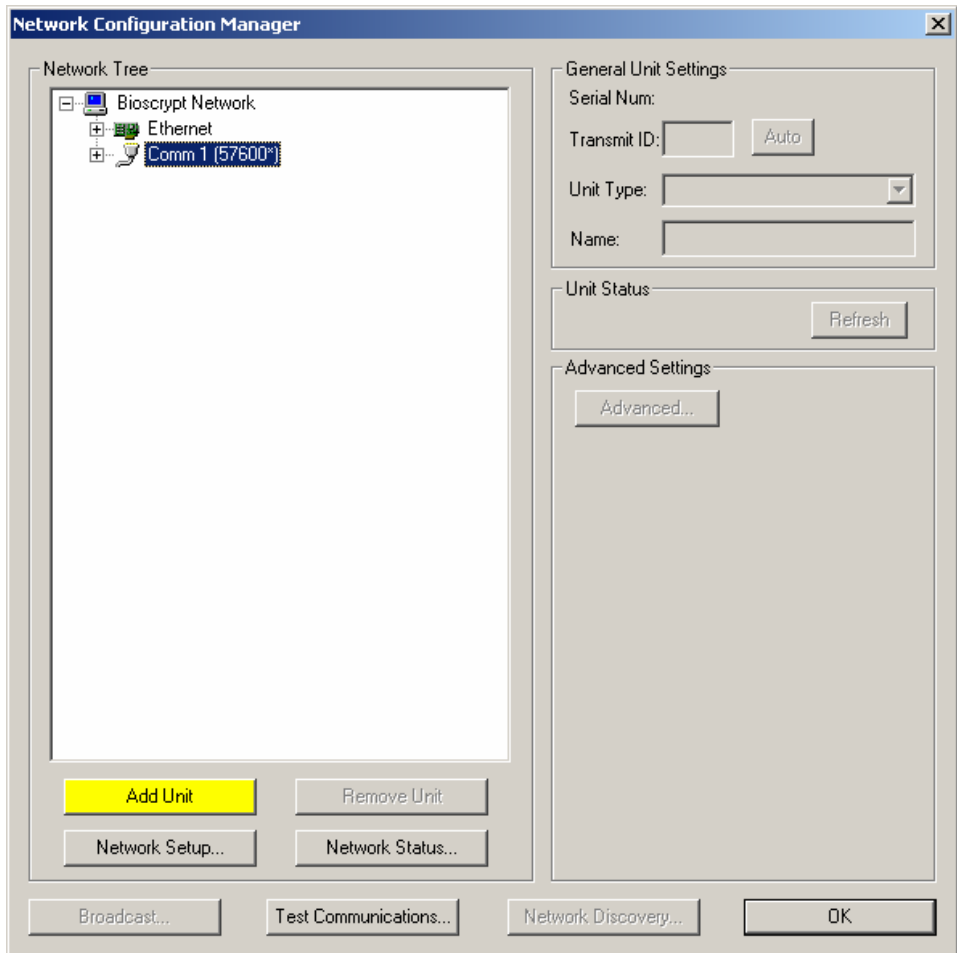 Network Configuration Manager
Network Tree
Bioscrypt Network
Ethernet
Comm 1 (57600*)
Add Unit
Remove Unit
Network Setup...
Network Status...
General Unit Settings
Serial Num:
Transmit ID:
Auto
Unit Type:
Name:
Unit Status
Refresh
Advanced Settings
Advanced...
Broadcast...
Test Communications...
Network Discovery...
OK